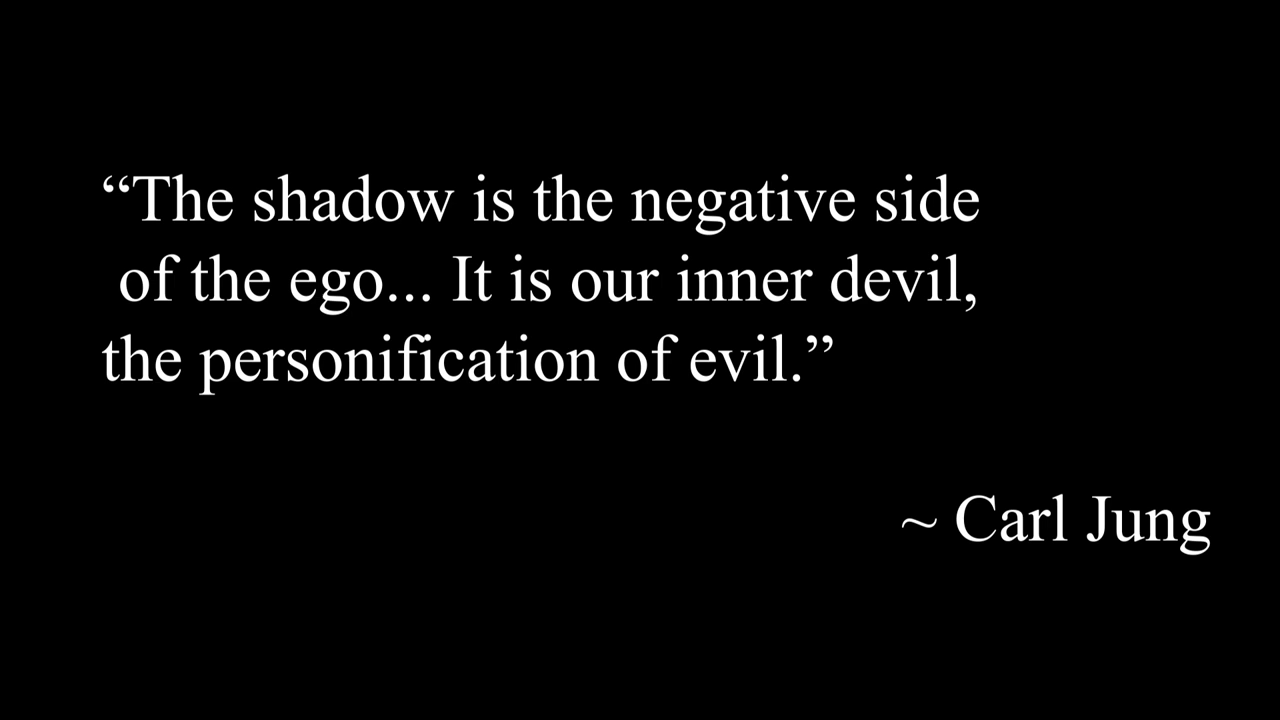 “The shadow is the negative side
of the ego... It is our inner devil,
the personification of evil.”
~ Carl Jung